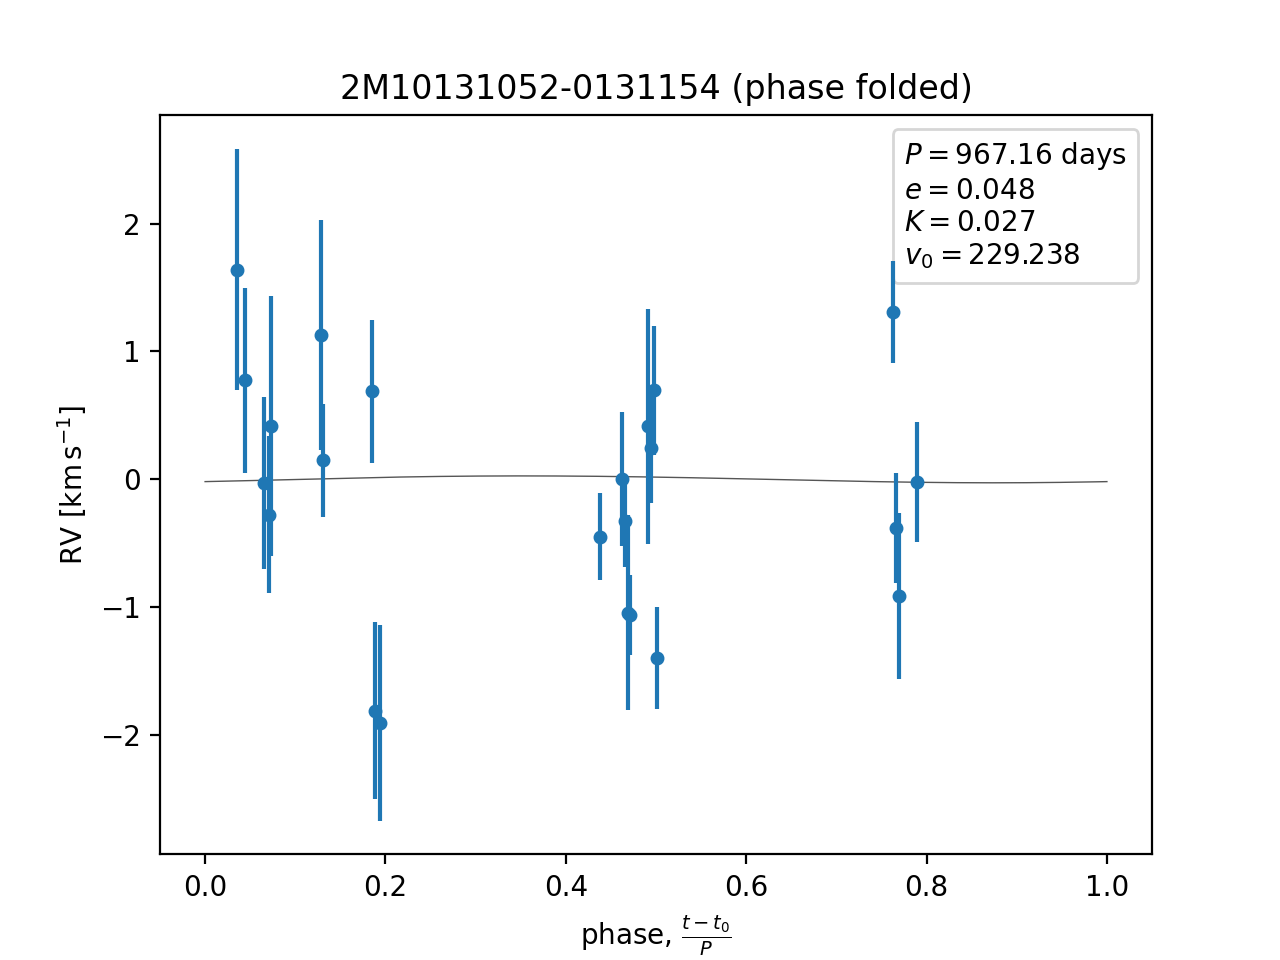 2M10131052-0131154 (phase folded)
P = 967.16 days
e = 0.048
K = 0.027
v₀ = 229.238
2
1
0
−1
−2
RV [km s⁻¹]
0.0 0.2 0.4 0.6 0.8 1.0
phase, (t − t₀)/P